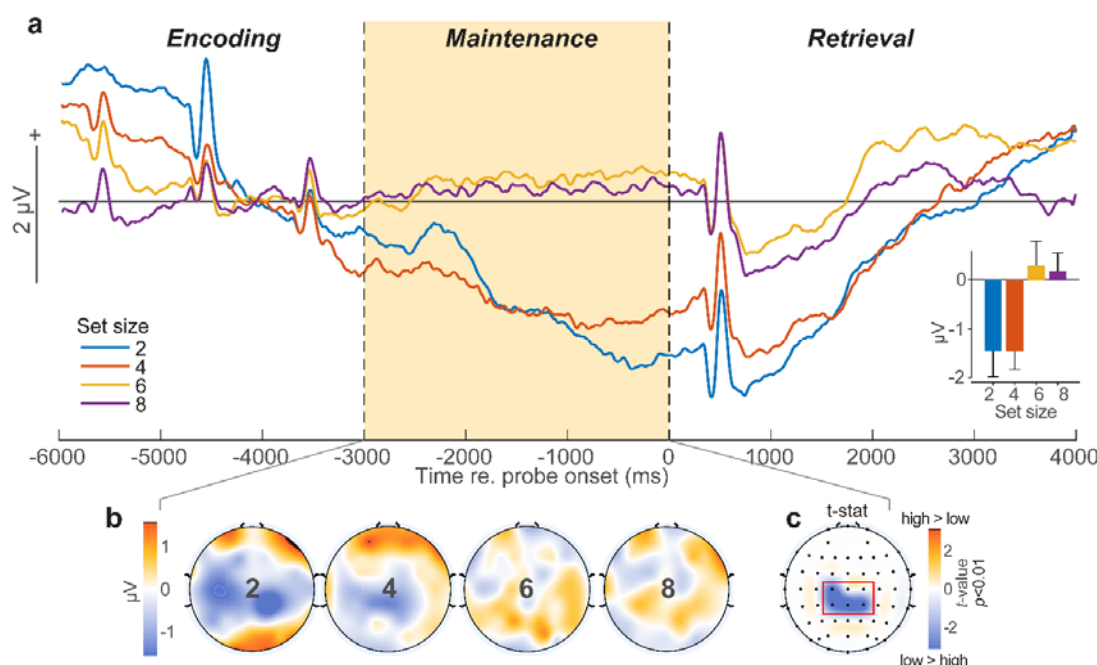 a
Encoding Maintenance Retrieval
+
2 µV
Set size
2
4
6
8
0
-1
-2
µV
2 4 6 8
Set size
-6000 -5000 -4000 -3000 -2000 -1000 0 1000 2000 3000 4000
Time re. probe onset (ms)
b
1
0
-1
µV
2 4 6 8
c
t-stat
high > low
2
0
-2
t-value
p<0.01
low > high